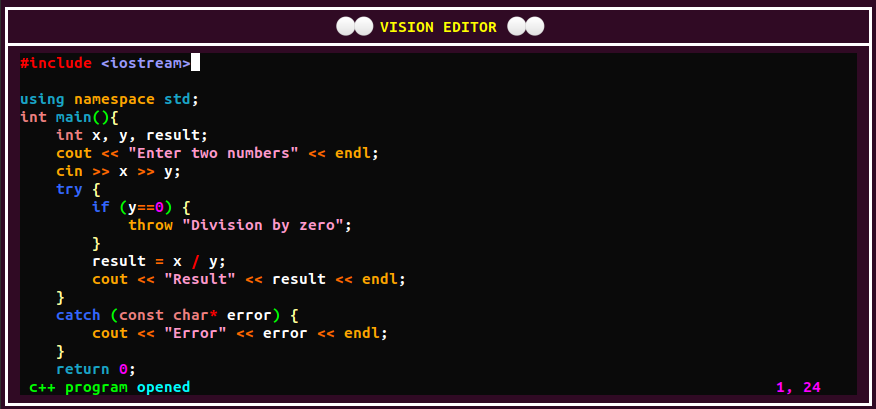 VISION EDITOR
#include <iostream>

using namespace std;
int main(){
    int x, y, result;
    cout << "Enter two numbers" << endl;
    cin >> x >> y;
    try {
        if (y==0) {
            throw "Division by zero";
        }
        result = x / y;
        cout << "Result" << result << endl;
    }
    catch (const char* error) {
        cout << "Error" << error << endl;
    }
    return 0;
c++ program opened 1, 24